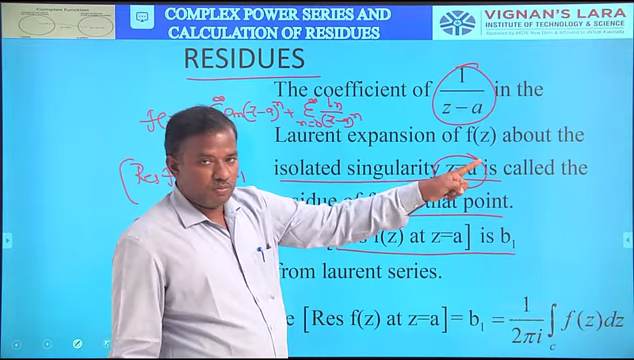 Complex Function
COMPLEX POWER SERIES AND
CALCULATION OF RESIDUES
VIGNAN'S LARA
INSTITUTE OF TECHNOLOGY & SCIENCE
RESIDUES
The coefficient of 1/(z−a) in the
Laurent expansion of f(z) about the
isolated singularity z=a is called the
of that point.
f(z) at z=a] is b₁
from laurent series.
[Res f(z) at z=a] = b₁ = 1/2πi ∫c f(z)dz